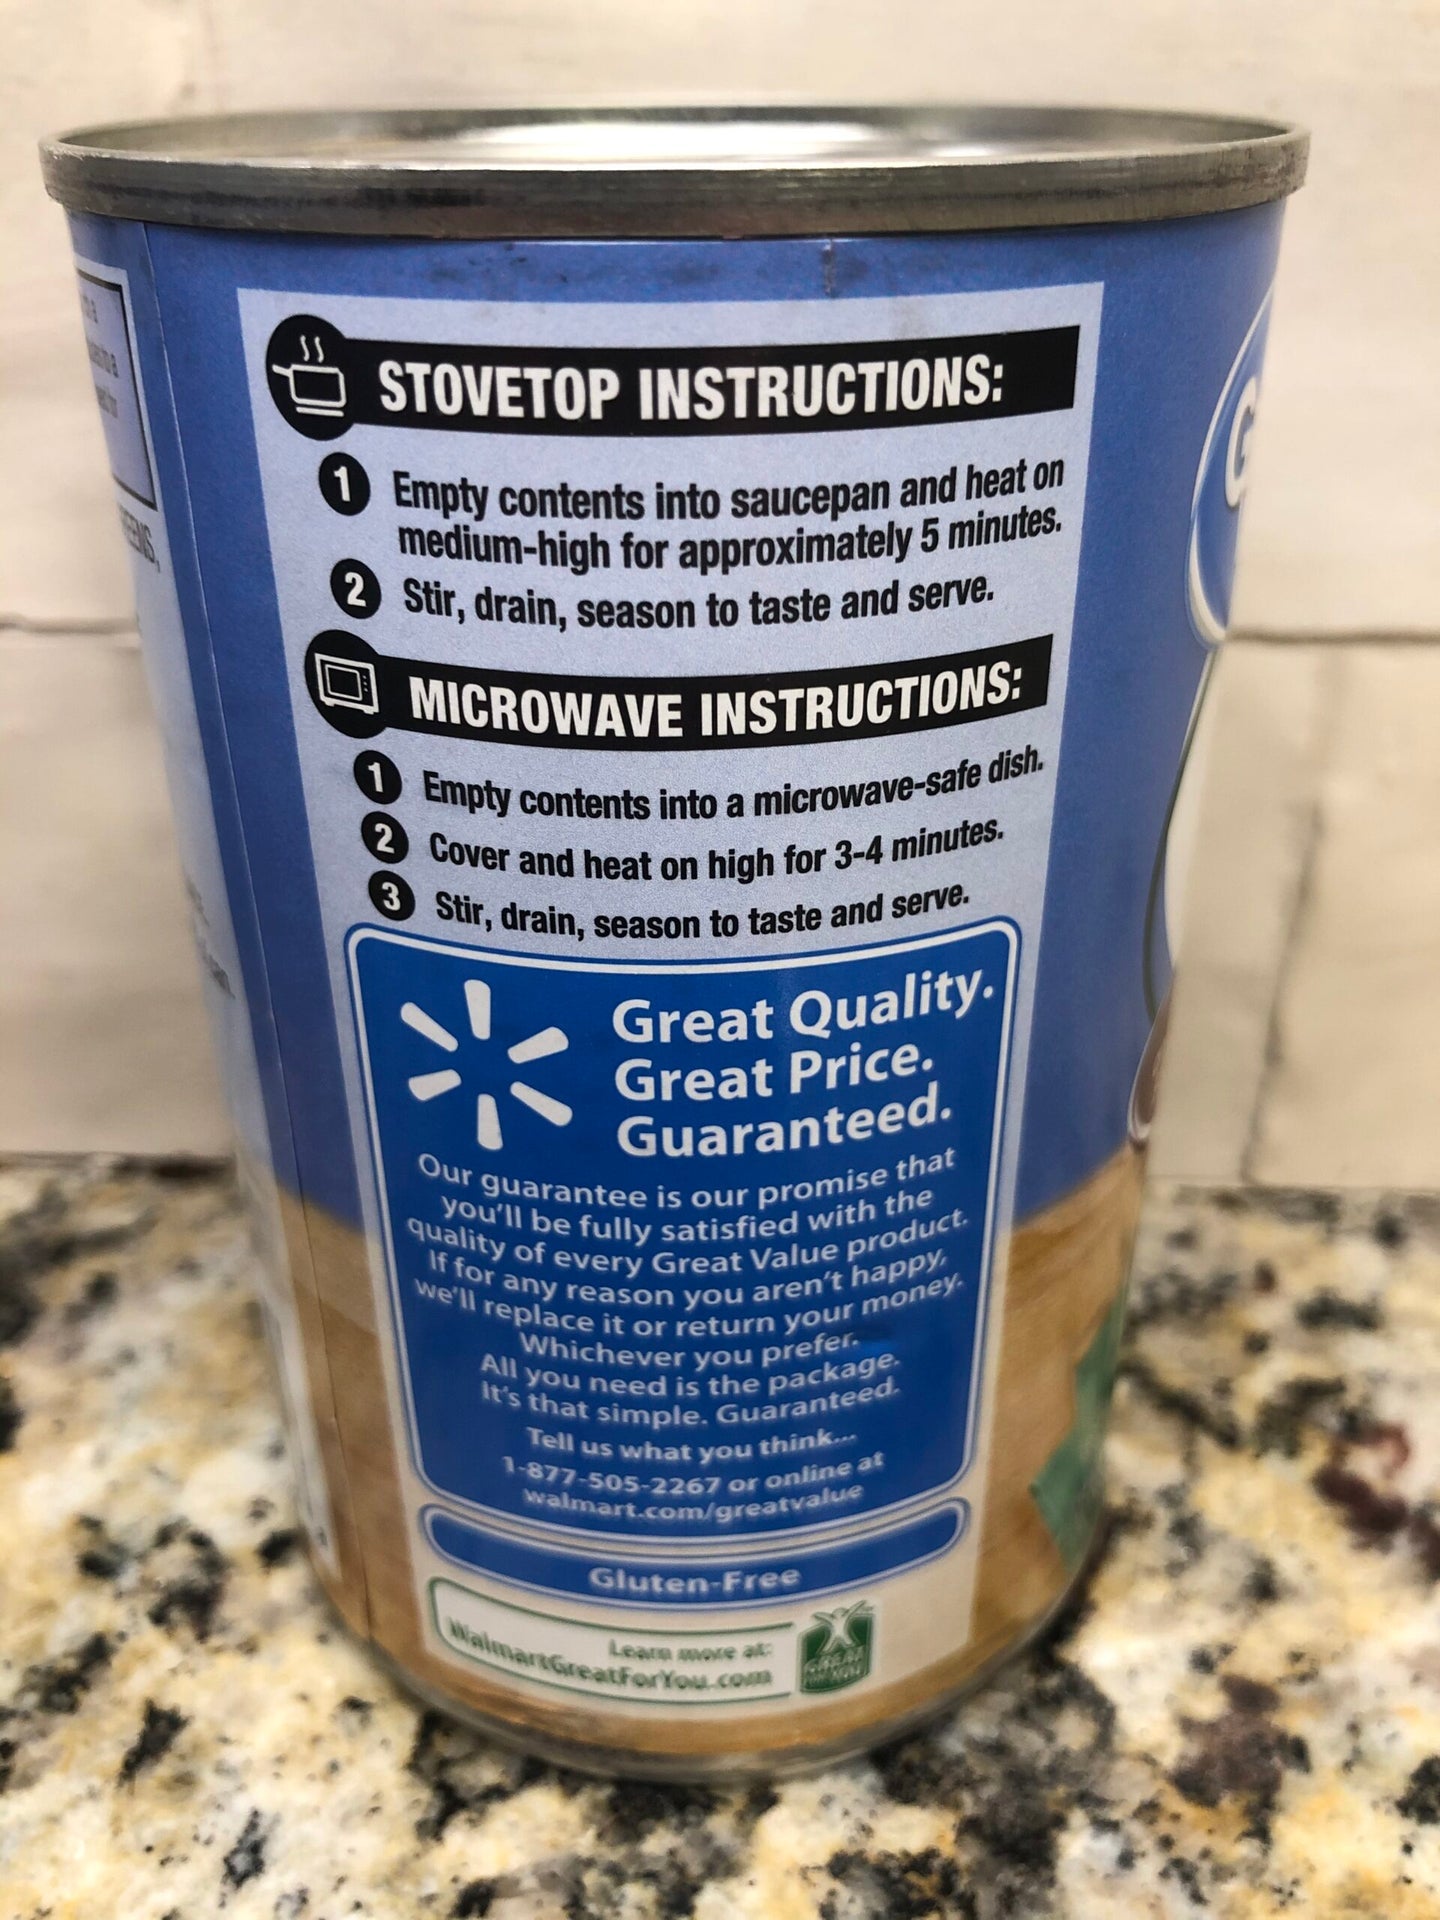 STOVETOP INSTRUCTIONS:
1 Empty contents into saucepan and heat on
medium-high for approximately 5 minutes.
2 Stir, drain, season to taste and serve.
MICROWAVE INSTRUCTIONS:
1 Empty contents into a microwave-safe dish.
2 Cover and heat on high for 3-4 minutes.
3 Stir, drain, season to taste and serve.
Great Quality.
Great Price.
Guaranteed.
Our guarantee is our promise that
you'll be fully satisfied with the
quality of every Great Value product.
If for any reason you aren't happy,
we'll replace it or return your money.
Whichever you prefer.
All you need is the package.
It's that simple. Guaranteed.
Tell us what you think...
1-877-505-2267 or online at
walmart.com/greatvalue
Gluten-Free
Learn more at:
WalmartGreatForYou.com
GREAT
FOR YOU